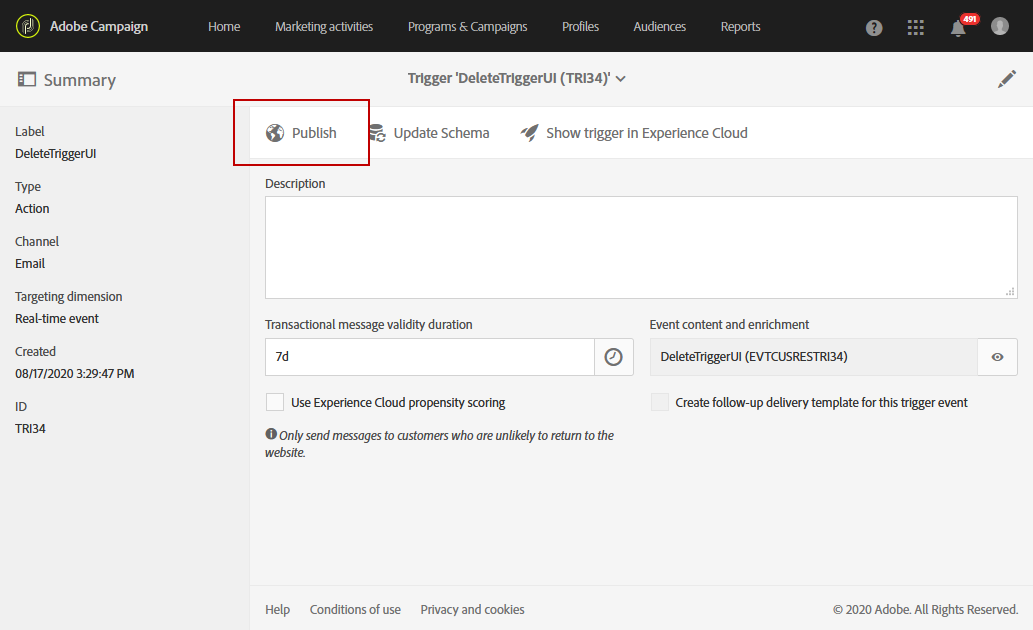 Adobe Campaign Home Marketing activities Programs & Campaigns Profiles Audiences Reports ? 491
Summary
Trigger 'DeleteTriggerUI (TRI34)'
Label
DeleteTriggerUI
Type
Action
Channel
Email
Targeting dimension
Real-time event
Created
08/17/2020 3:29:47 PM
ID
TRI34
Publish Update Schema Show trigger in Experience Cloud
Description
Transactional message validity duration
7d
Use Experience Cloud propensity scoring
Only send messages to customers who are unlikely to return to the
website.
Event content and enrichment
DeleteTriggerUI (EVTCUSRESTRI34)
Create follow-up delivery template for this trigger event
Help Conditions of use Privacy and cookies © 2020 Adobe. All Rights Reserved.